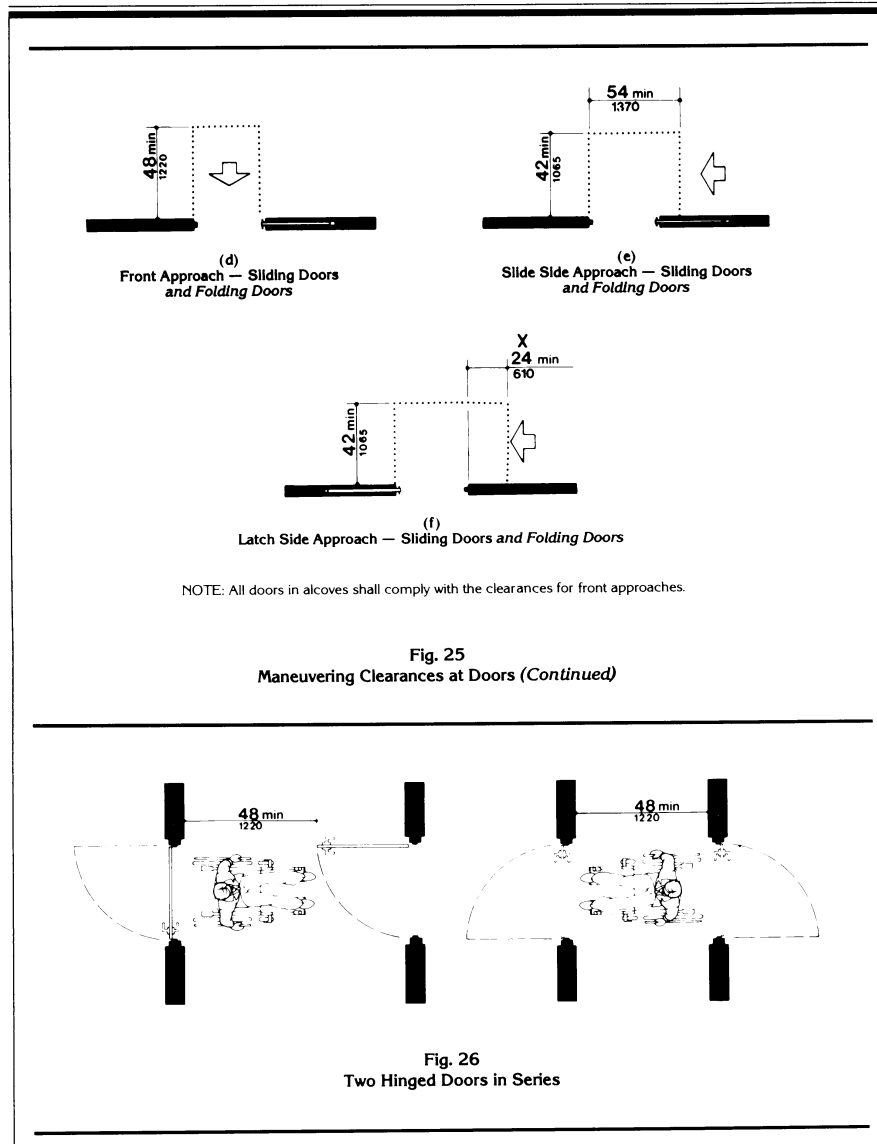 48 min
1220
(d)
Front Approach — Sliding Doors
and Folding Doors
54 min
1370
42 min
1065
(e)
Slide Side Approach — Sliding Doors
and Folding Doors
X
24 min
610
42 min
1065
(f)
Latch Side Approach — Sliding Doors and Folding Doors
NOTE: All doors in alcoves shall comply with the clearances for front approaches.
Fig. 25
Maneuvering Clearances at Doors (Continued)
48 min
1220
48 min
1220
Fig. 26
Two Hinged Doors in Series